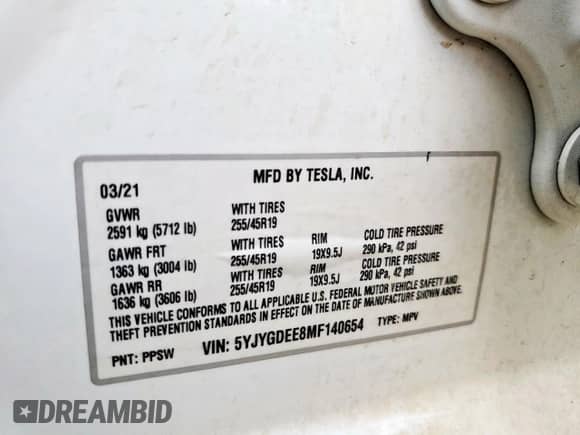 MFD BY TESLA, INC.
03/21
GVWR WITH TIRES
2591 kg (5712 lb) 255/45R19
GAWR FRT WITH TIRES RIM COLD TIRE PRESSURE
1363 kg (3004 lb) 255/45R19 19X9.5J 290 kPa, 42 psi
GAWR RR WITH TIRES RIM COLD TIRE PRESSURE
1636 kg (3606 lb) 255/45R19 19X9.5J 290 kPa, 42 psi
THIS VEHICLE CONFORMS TO ALL APPLICABLE U.S. FEDERAL MOTOR VEHICLE SAFETY AND
THEFT PREVENTION STANDARDS IN EFFECT ON THE DATE OF MANUFACTURE SHOWN ABOVE.
PNT: PPSW VIN: 5YJYGDEE8MF140654 TYPE: MPV
DREAMBID